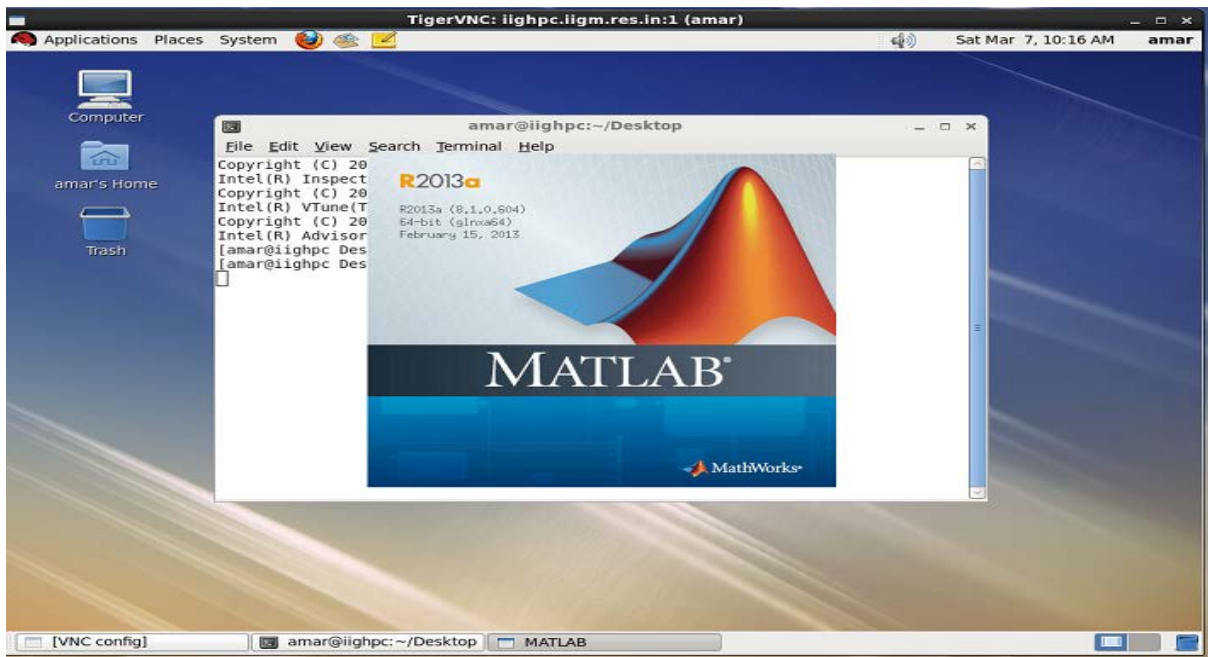 TigerVNC: iighpc.iigm.res.in:1 (amar)
Applications Places System Sat Mar 7, 10:16 AM amar
Computer
amar's Home
Trash
amar@iighpc:~/Desktop
File Edit View Search Terminal Help
Copyright (C) 20
Intel(R) Inspect
Copyright (C) 20
Intel(R) VTune(T
Copyright (C) 20
Intel(R) Advisor
[amar@iighpc Des
[amar@iighpc Des
R2013a
R2013a (8.1.0.604)
64-bit (glnxa64)
February 15, 2013
MATLAB®
MathWorks®
[VNC config] amar@iighpc:~/Desktop MATLAB